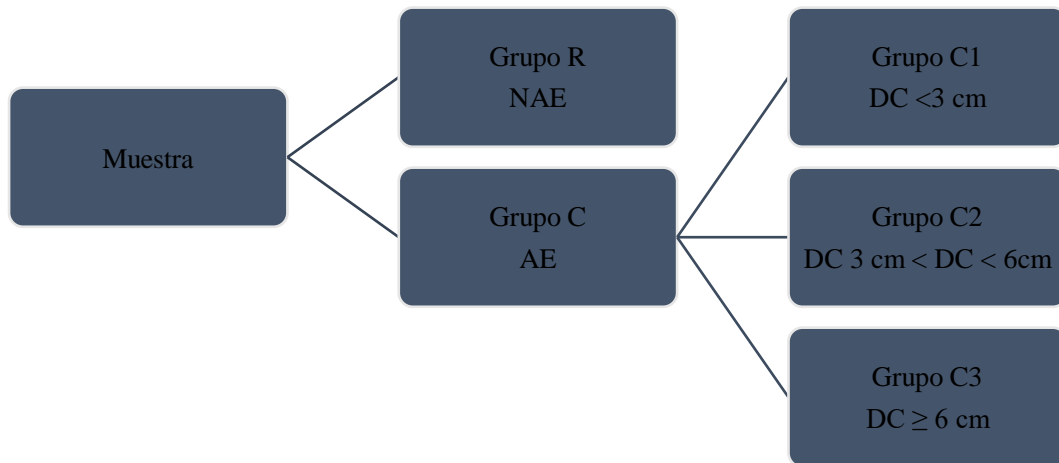 Muestra
Grupo R
NAE
Grupo C
AE
Grupo C1
DC <3 cm
Grupo C2
DC 3 cm < DC < 6cm
Grupo C3
DC ≥ 6 cm